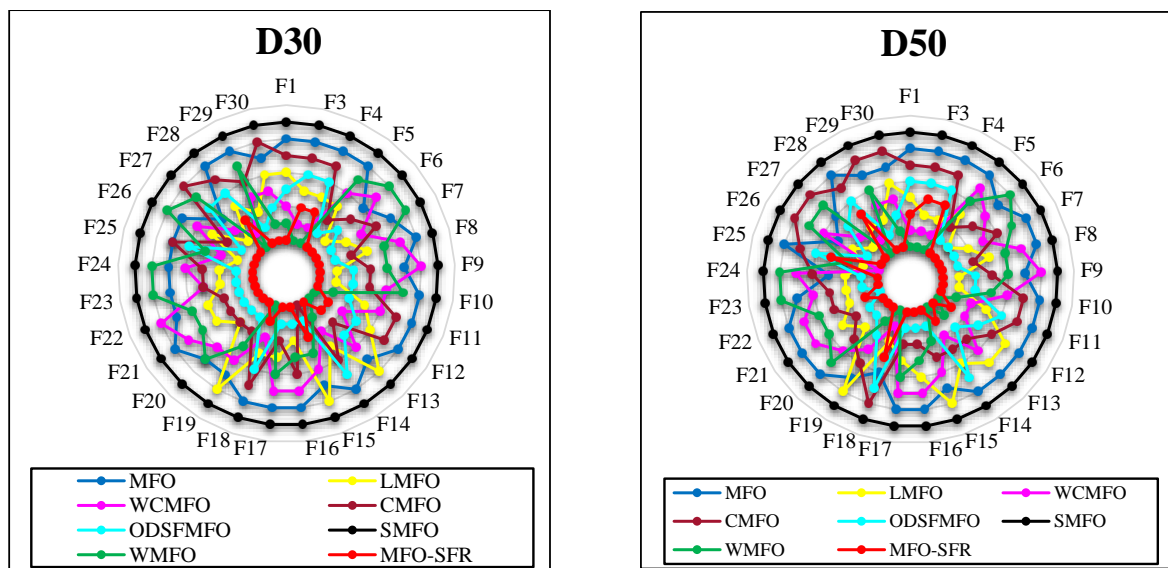 D30
F1
F3
F4
F5
F6
F7
F8
F9
F10
F11
F12
F13
F14
F15
F16
F17
F18
F19
F20
F21
F22
F23
F24
F25
F26
F27
F28
F29
F30
MFO LMFO
WCMFO CMFO
ODSFMFO SMFO
WMFO MFO-SFR
D50
F1
F3
F4
F5
F6
F7
F8
F9
F10
F11
F12
F13
F14
F15
F16
F17
F18
F19
F20
F21
F22
F23
F24
F25
F26
F27
F28
F29
F30
MFO LMFO WCMFO
CMFO ODSFMFO SMFO
WMFO MFO-SFR